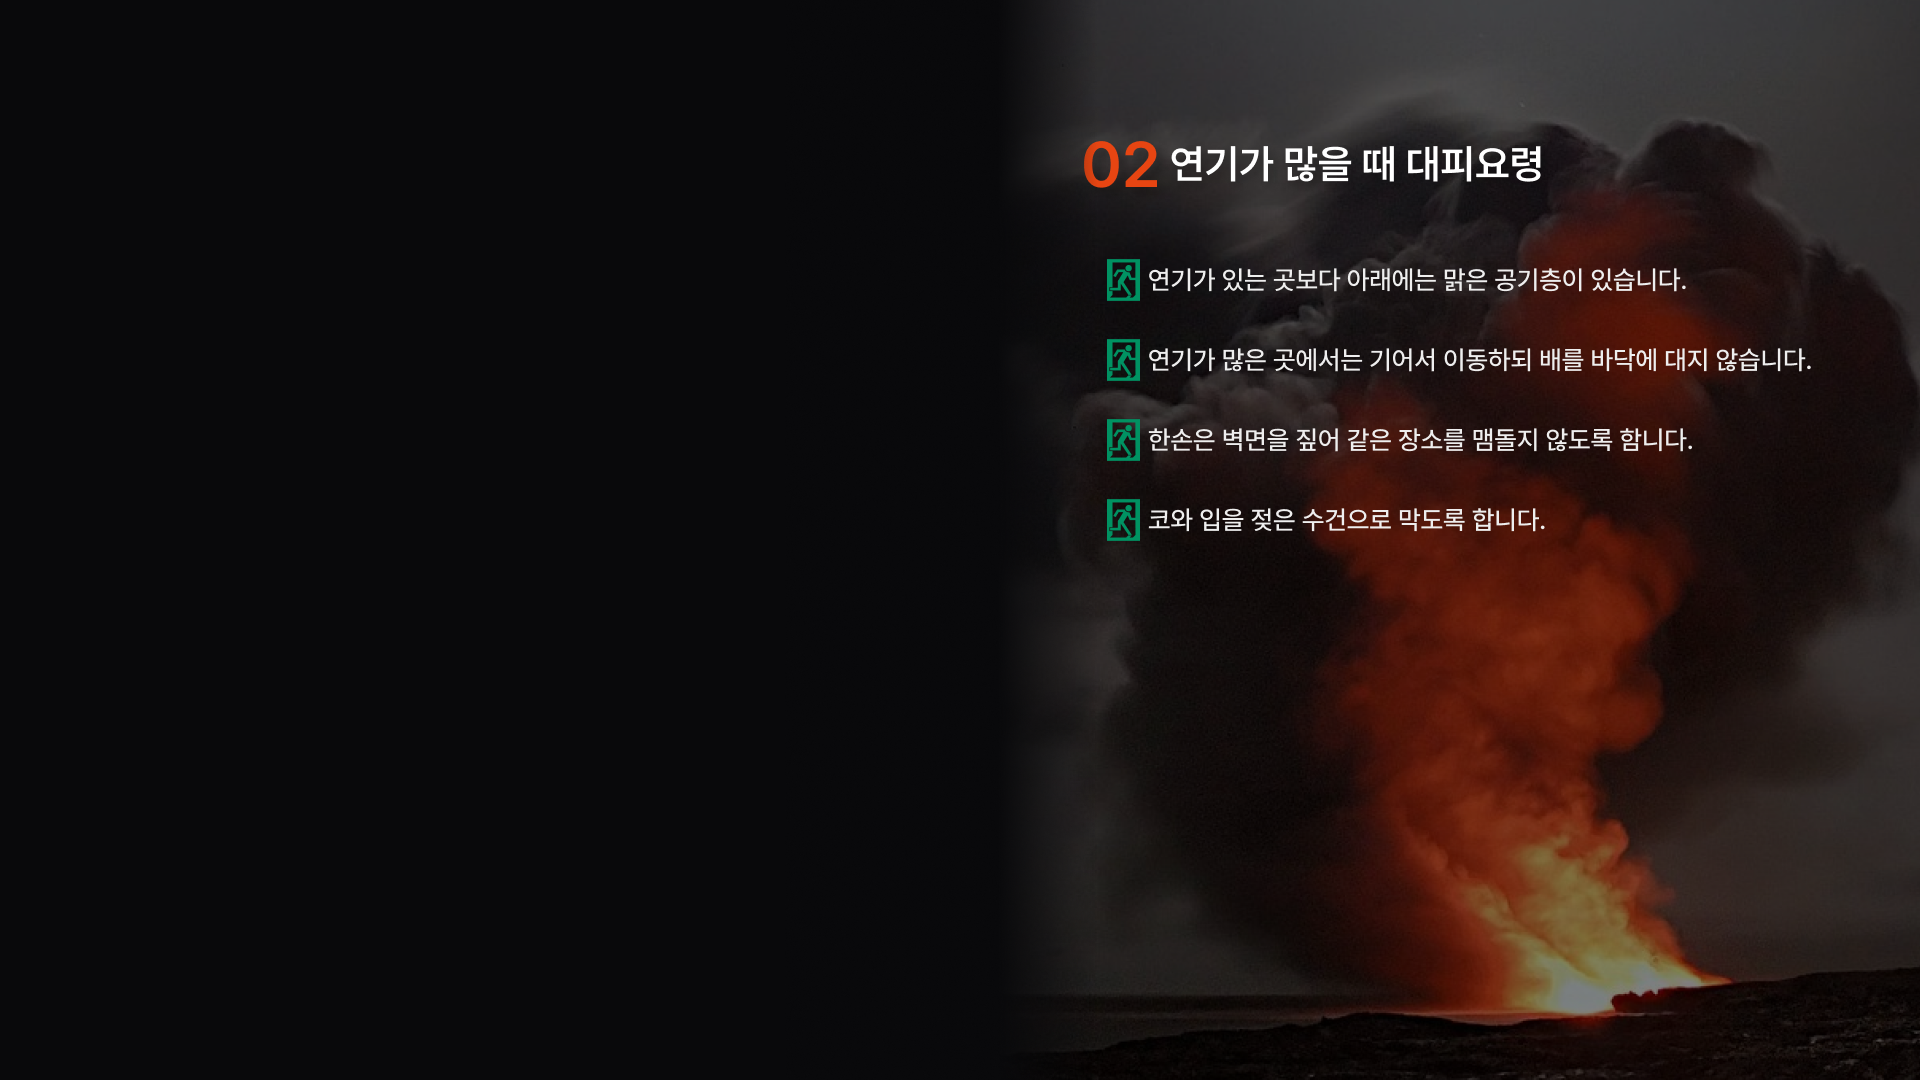 02 연기가 많을 때 대피요령
연기가 있는 곳보다 아래에는 맑은 공기층이 있습니다.
연기가 많은 곳에서는 기어서 이동하되 배를 바닥에 대지 않습니다.
한손은 벽면을 짚어 같은 장소를 맴돌지 않도록 함니다.
코와 입을 젖은 수건으로 막도록 합니다.